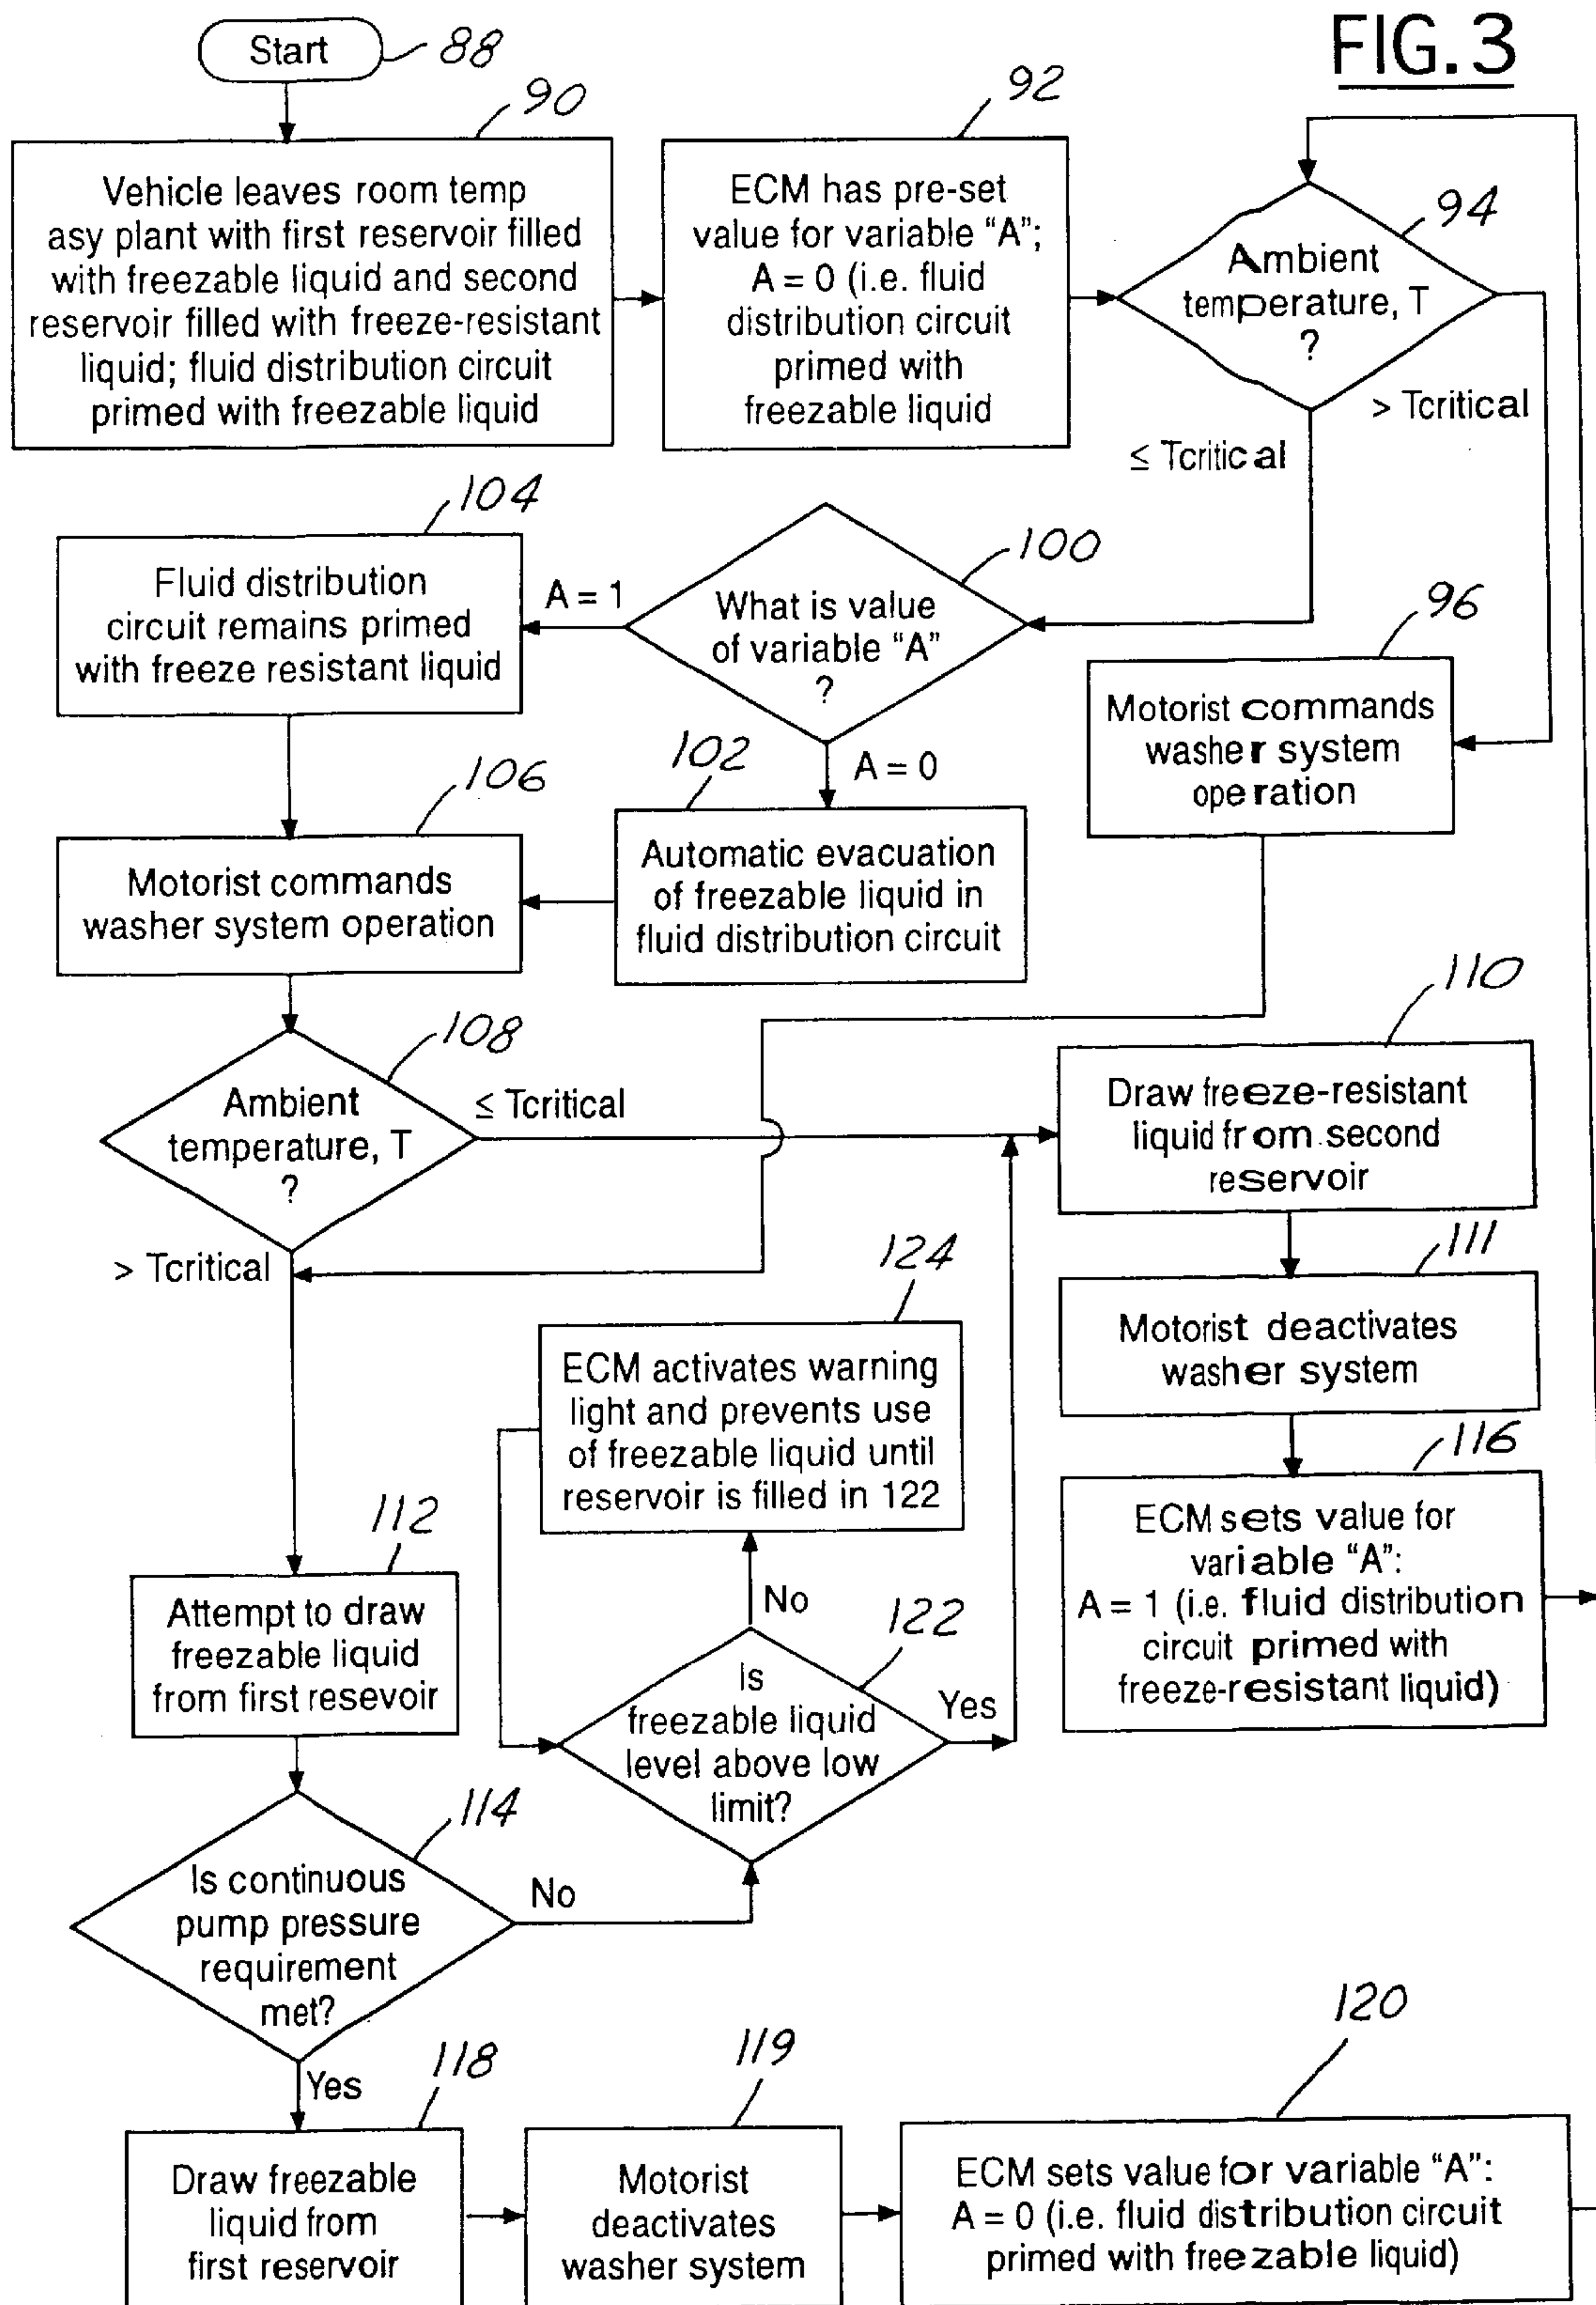 FIG. 3
Start
88
90
Vehicle leaves room temp
asy plant with first reservoir filled
with freezable liquid and second
reservoir filled with freeze-resistant
liquid; fluid distribution circuit
primed with freezable liquid
92
ECM has pre-set
value for variable “A”;
A = 0 (i.e. fluid
distribution circuit
primed with
freezable liquid
94
Ambient
temperature, T
?
> Tcritical
≤ Tcritical
104
Fluid distribution
circuit remains primed
with freeze resistant liquid
A = 1
100
What is value
of variable “A”
?
A = 0
96
Motorist commands
washer system
operation
106
Motorist commands
washer system operation
102
Automatic evacuation
of freezable liquid in
fluid distribution circuit
108
Ambient
temperature, T
?
≤ Tcritical
> Tcritical
110
Draw freeze-resistant
liquid from second
reservoir
111
Motorist deactivates
washer system
116
ECM sets value for
variable “A”:
A = 1 (i.e. fluid distribution
circuit primed with
freeze-resistant liquid)
124
ECM activates warning
light and prevents use
of freezable liquid until
reservoir is filled in 122
No
122
Is
freezable liquid
level above low
limit?
Yes
112
Attempt to draw
freezable liquid
from first resevoir
114
Is continuous
pump pressure
requirement
met?
No
Yes
118
Draw freezable
liquid from
first reservoir
119
Motorist
deactivates
washer system
120
ECM sets value for variable “A”:
A = 0 (i.e. fluid distribution circuit
primed with freezable liquid)